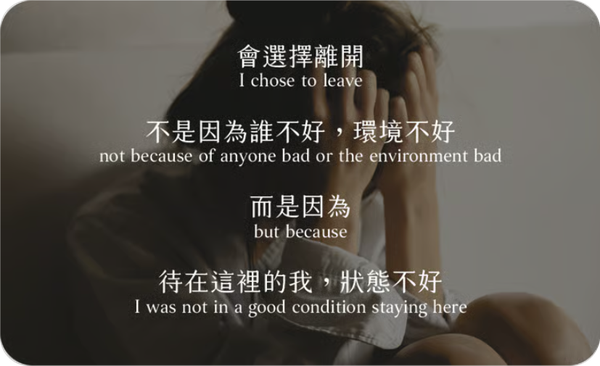 會選擇離開
I chose to leave
不是因為誰不好，環境不好
not because of anyone bad or the environment bad
而是因為
but because
待在這裡的我，狀態不好
I was not in a good condition staying here